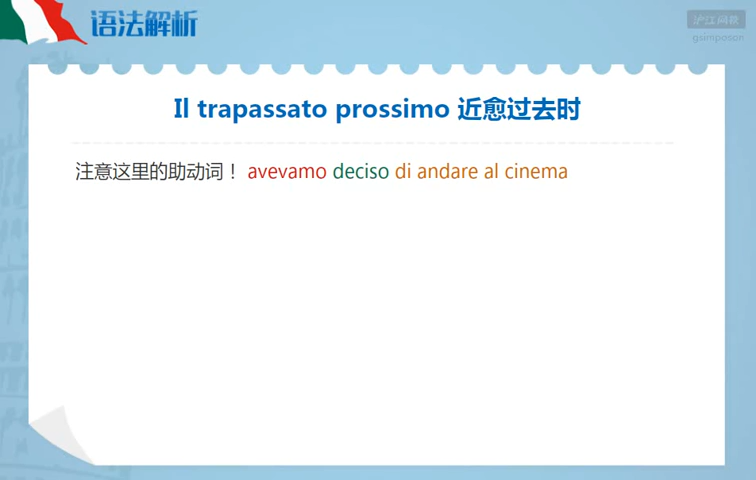 语法解析
沪江网校
gsimpason
Il trapassato prossimo 近愈过去时
注意这里的助动词！ avevamo deciso di andare al cinema